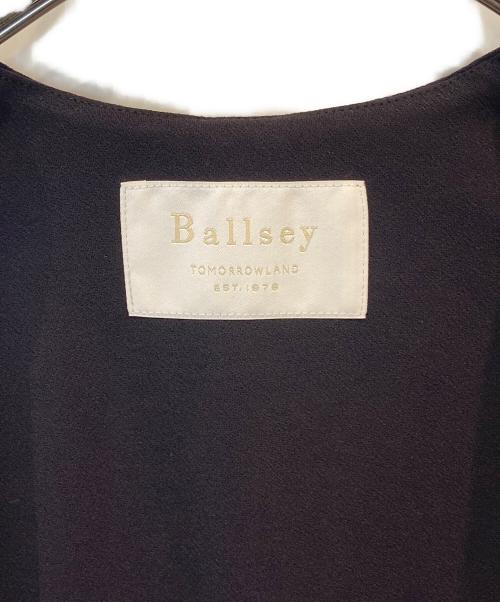 Ballsey
TOMORROWLAND
EST. 1978